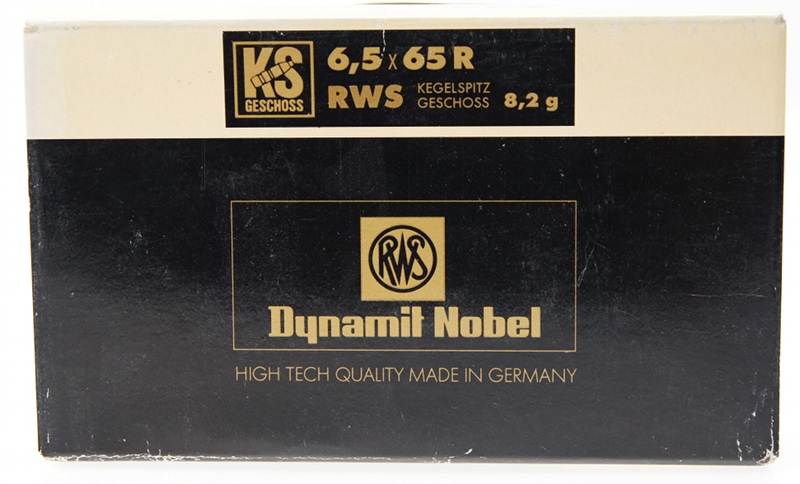 KS
GESCHOSS
6,5 x 65 R
RWS KEGELSPITZ
GESCHOSS 8,2 g
RWS
Dynamit Nobel
HIGH TECH QUALITY MADE IN GERMANY